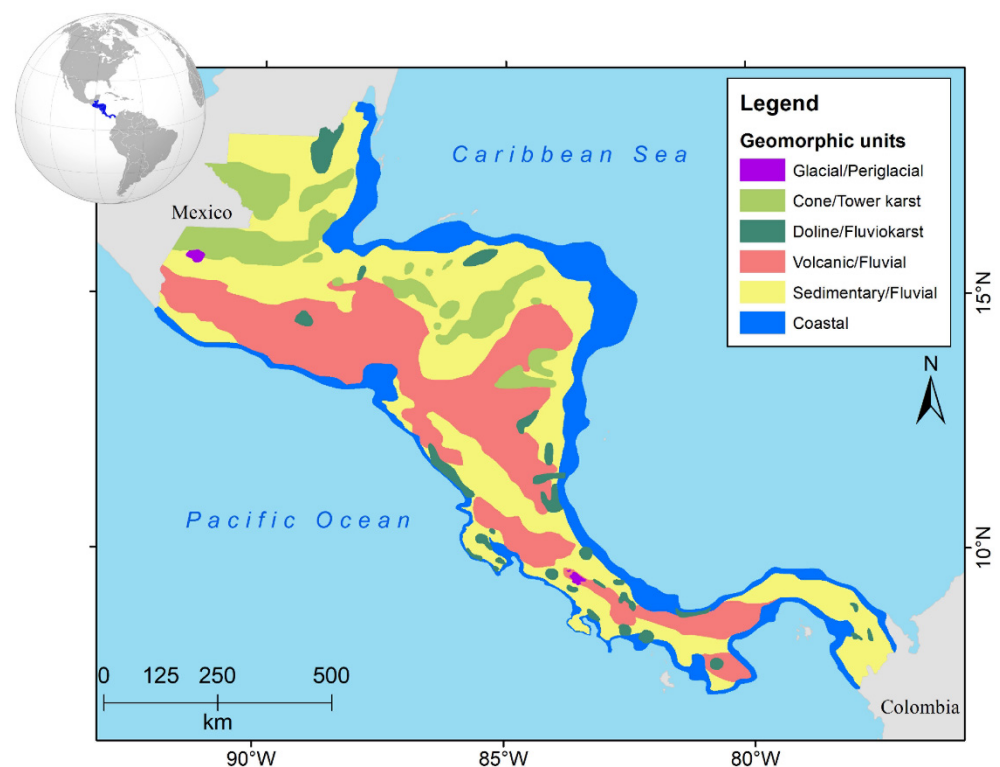 Caribbean Sea
Mexico
Pacific Ocean
Colombia
Legend
Geomorphic units
Glacial/Periglacial
Cone/Tower karst
Doline/Fluviokarst
Volcanic/Fluvial
Sedimentary/Fluvial
Coastal
15°N
N
10°N
0 125 250 500
km
90°W 85°W 80°W